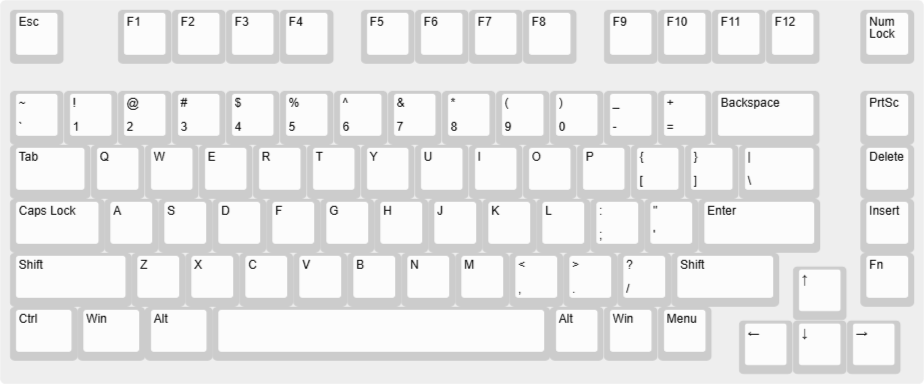 Esc F1 F2 F3 F4 F5 F6 F7 F8 F9 F10 F11 F12 Num
Lock
~ ! @ # $ % ^ & * ( ) _ + Backspace PrtSc
` 1 2 3 4 5 6 7 8 9 0 - =
Tab Q W E R T Y U I O P { } | Delete
[ ] \
Caps Lock A S D F G H J K L : " Enter Insert
; '
Shift Z X C V B N M < > ? Shift Fn
↑
, . /
Ctrl Win Alt Alt Win Menu
← ↓ →